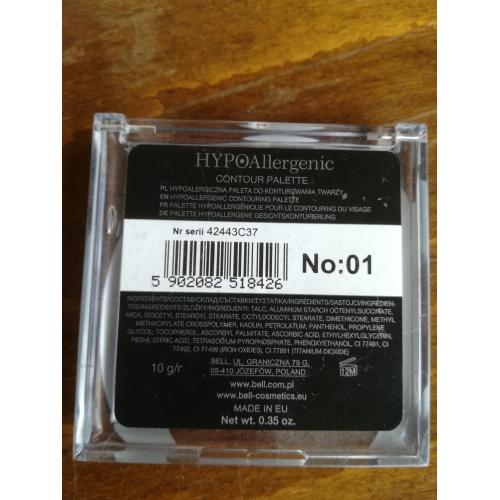 HYPOAllergenic
CONTOUR PALETTE
PL HYPOALERGICZNA PALETA DO KONTUROWANIA TWARZY
EN HYPOALLERGENIC CONTOURING PALETTE
FR PALETTE HYPOALLERGÉNIQUE POUR LE CONTOURING DU VISAGE
DE PALETTE HYPOALLERGENE GESICHTSKONTURIERUNG
Nr serii 42443C37
5 902082 518426
No:01
INGREDIENTS/СОСТАВ/СКЛАД/СЪСТАВКИ/ΣΥΣΤΑΤΙΚΑ/INGRÉDIENTS/SASTOJCI/INGRÉDIEN-
TES/INGREDIENTE/ZLOŽKY/INGREDJENTI: TALC, ALUMINUM STARCH OCTENYLSUCCINATE,
MICA, ISOCETYL STEAROYL STEARATE, OCTYLDODECYL STEARATE, DIMETHICONE, METHYL
METHACRYLATE CROSSPOLYMER, KAOLIN, PETROLATUM, PANTHENOL, PROPYLENE
GLYCOL, TOCOPHEROL, ASCORBYL PALMITATE, ASCORBIC ACID, ETHYLHEXYLGLYCERIN,
PEG-8, CITRIC ACID, TETRASODIUM PYROPHOSPHATE, PHENOXYETHANOL, CI 77491, CI
77492, CI 77499 (IRON OXIDES), CI 77891 (TITANIUM DIOXIDE)
10 g/r
BELL, UL. GRANICZNA 79 G,
05-410 JÓZEFÓW, POLAND
12M
www.bell.com.pl
www.bell-cosmetics.eu
MADE IN EU
Net wt. 0.35 oz.